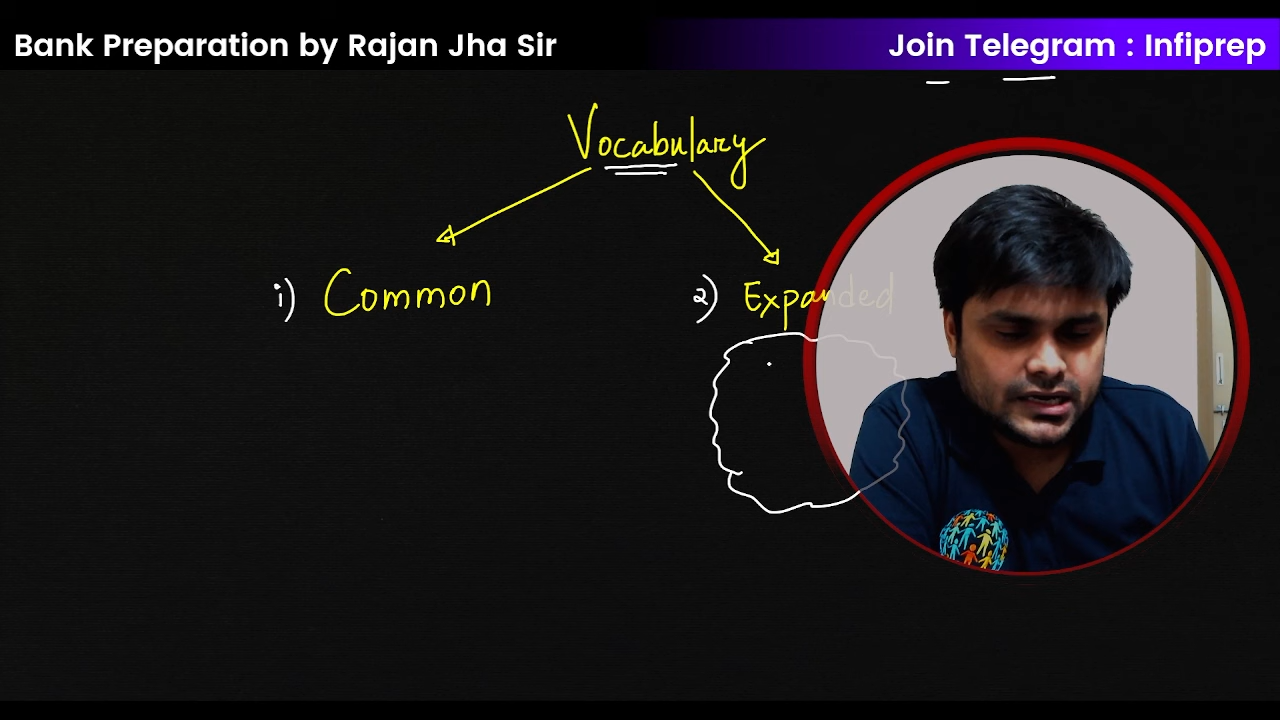 Bank Preparation by Rajan Jha Sir
Join Telegram : Infiprep
Vocabulary
1) Common
2) Expanded